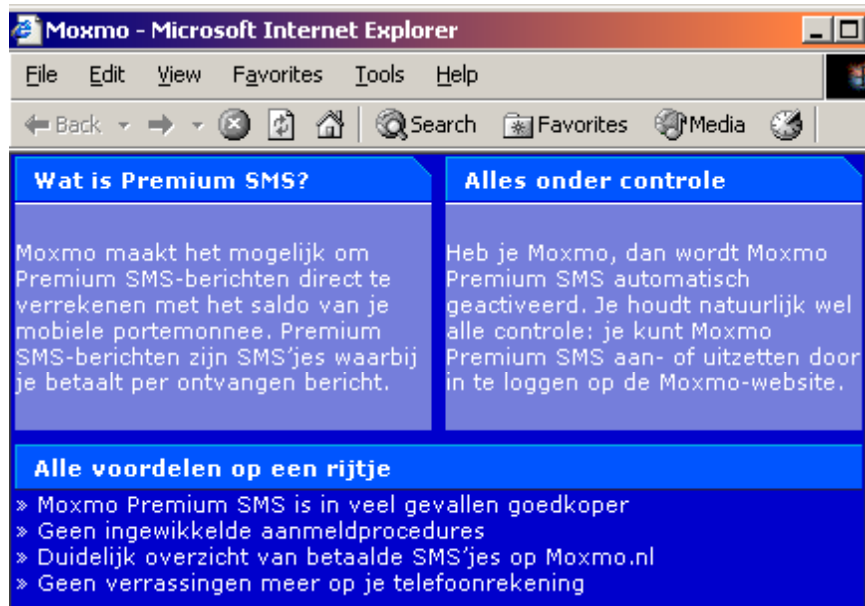 Moxmo - Microsoft Internet Explorer
File Edit View Favorites Tools Help
Back Search Favorites Media
Wat is Premium SMS?
Moxmo maakt het mogelijk om
Premium SMS-berichten direct te
verrekenen met het saldo van je
mobiele portemonnee. Premium
SMS-berichten zijn SMS'jes waarbij
je betaalt per ontvangen bericht.
Alles onder controle
Heb je Moxmo, dan wordt Moxmo
Premium SMS automatisch
geactiveerd. Je houdt natuurlijk wel
alle controle: je kunt Moxmo
Premium SMS aan- of uitzetten door
in te loggen op de Moxmo-website.
Alle voordelen op een rijtje
» Moxmo Premium SMS is in veel gevallen goedkoper
» Geen ingewikkelde aanmeldprocedures
» Duidelijk overzicht van betaalde SMS'jes op Moxmo.nl
» Geen verrassingen meer op je telefoonrekening